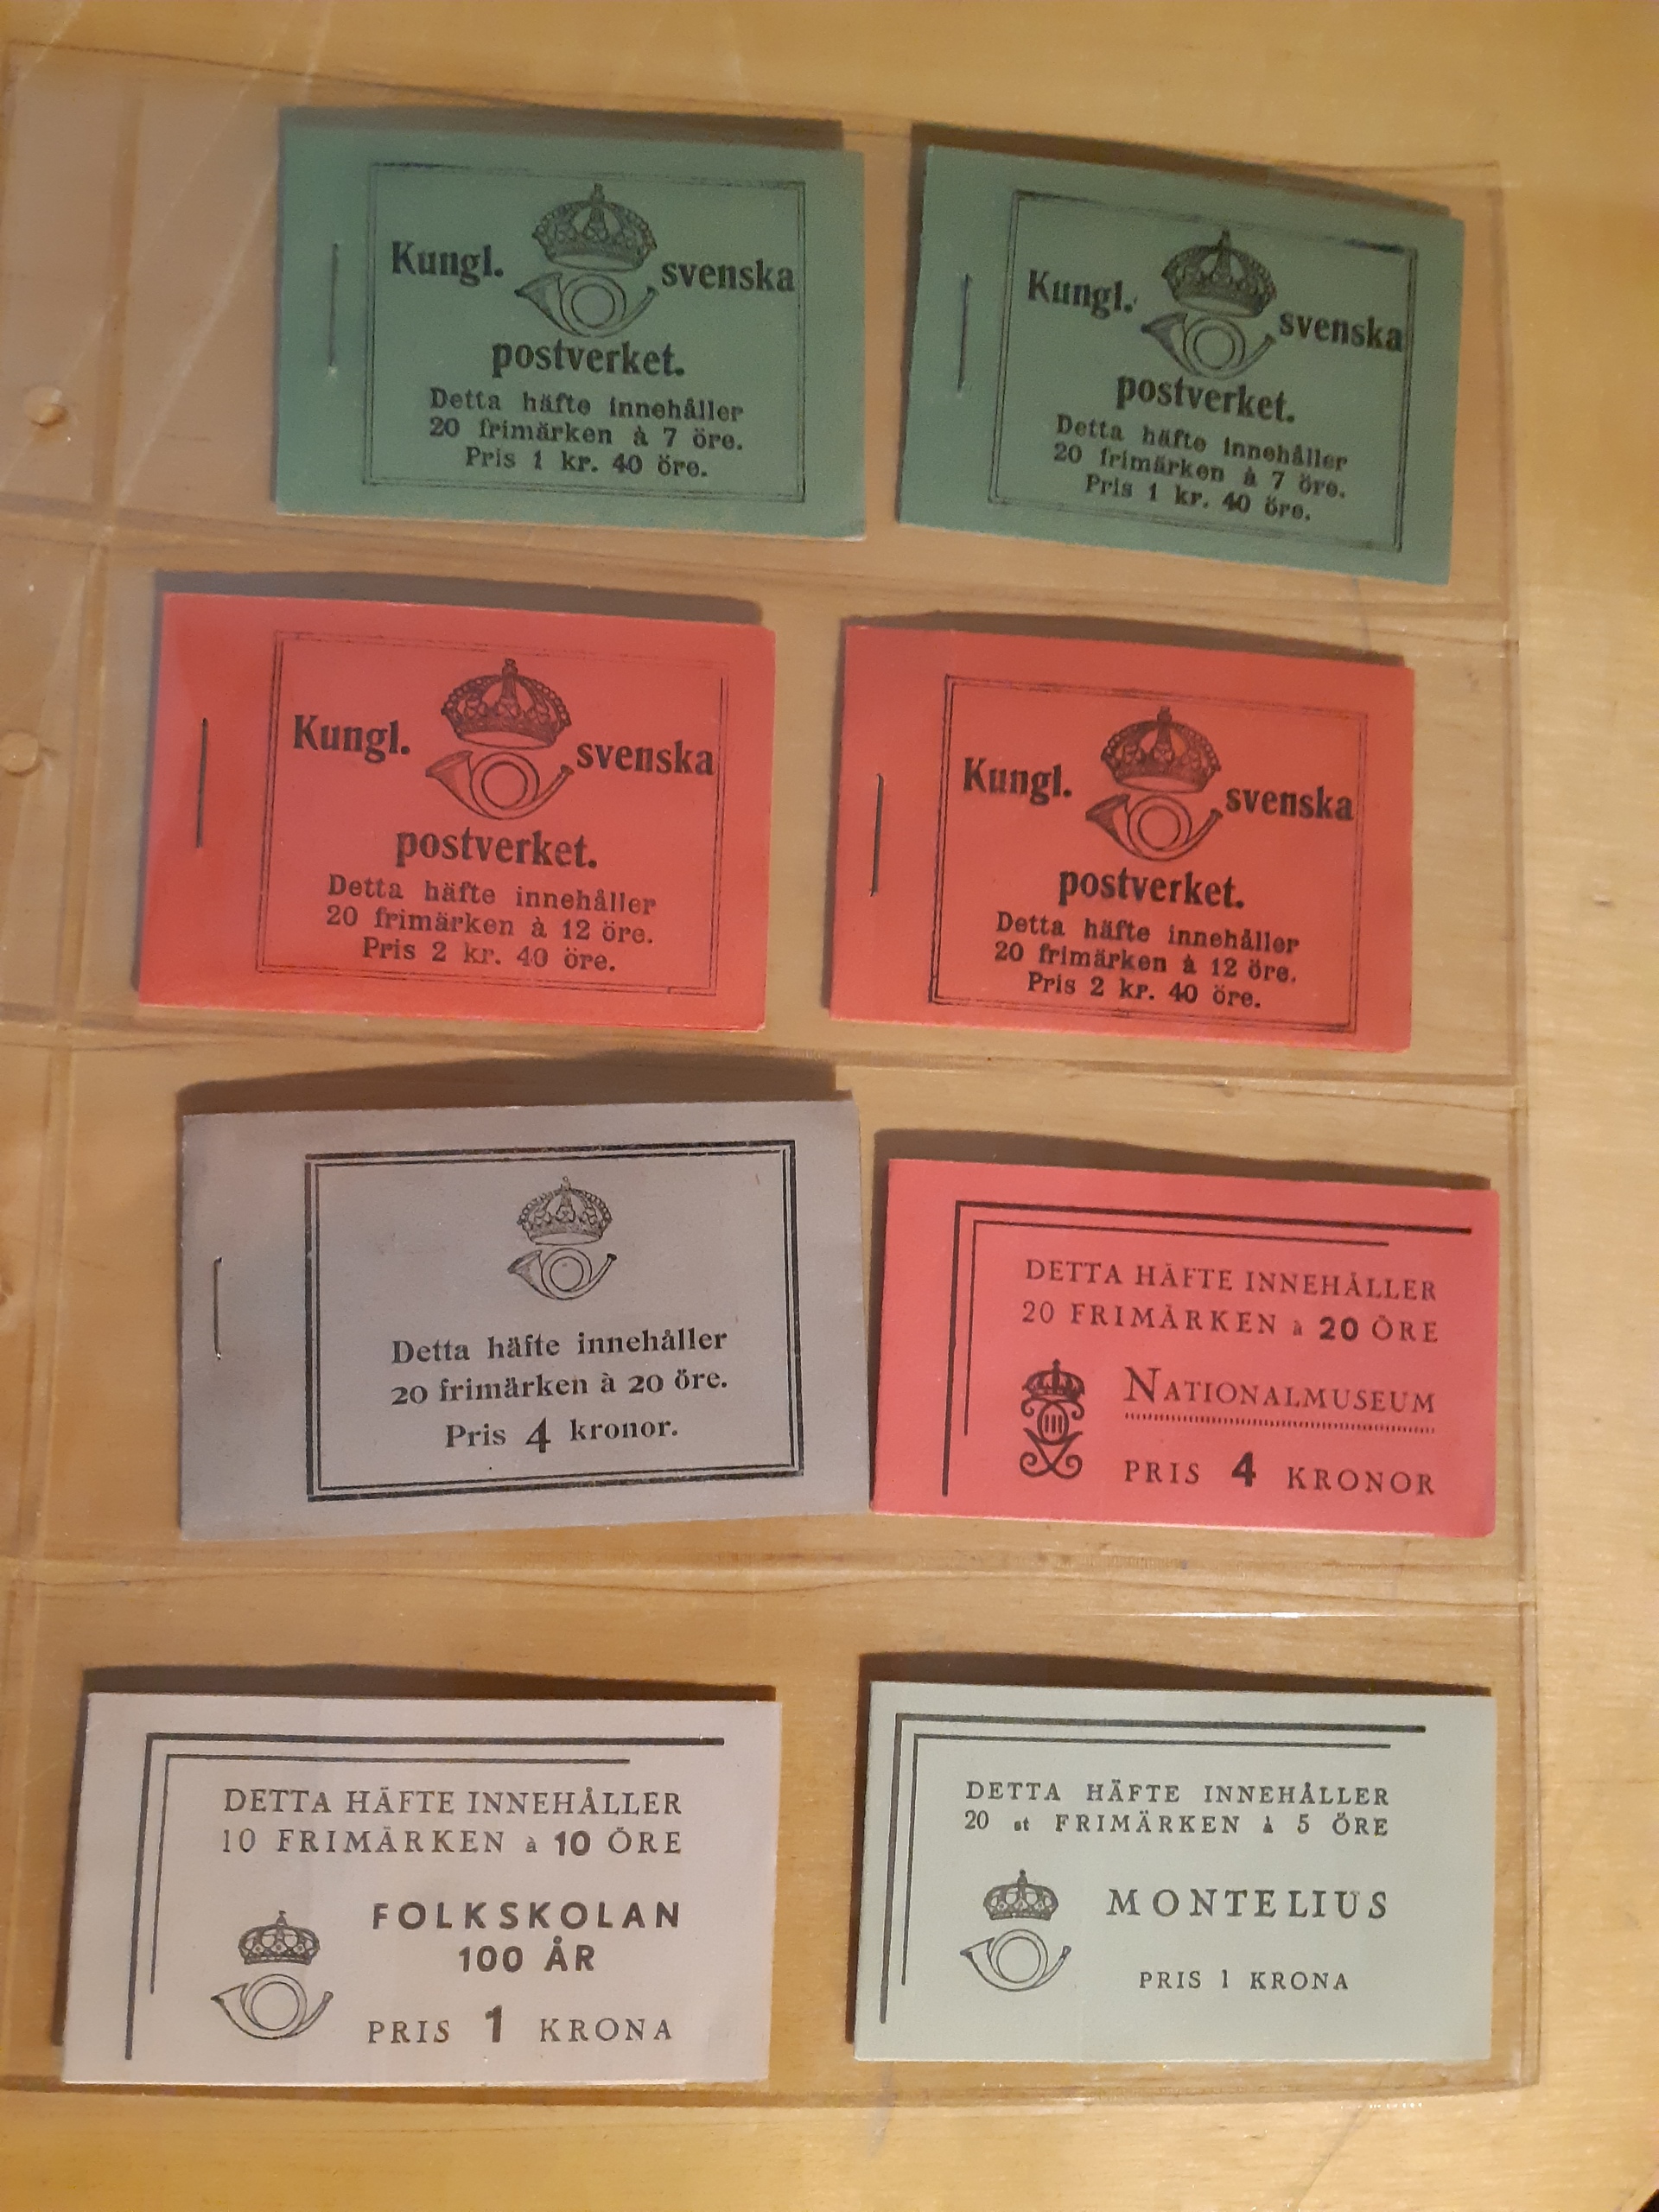 Kungl. svenska
postverket.
Detta häfte innehåller
20 frimärken à 7 öre.
Pris 1 kr. 40 öre.
Kungl. svenska
postverket.
Detta häfte innehåller
20 frimärken à 7 öre.
Pris 1 kr. 40 öre.
Kungl. svenska
postverket.
Detta häfte innehåller
20 frimärken à 12 öre.
Pris 2 kr. 40 öre.
Kungl. svenska
postverket.
Detta häfte innehåller
20 frimärken à 12 öre.
Pris 2 kr. 40 öre.
Detta häfte innehåller
20 frimärken à 20 öre.
Pris 4 kronor.
DETTA HÄFTE INNEHÅLLER
20 FRIMÄRKEN à 20 ÖRE
III
NATIONALMUSEUM
PRIS 4 KRONOR
DETTA HÄFTE INNEHÅLLER
10 FRIMÄRKEN à 10 ÖRE
FOLKSKOLAN
100 ÅR
PRIS 1 KRONA
DETTA HÄFTE INNEHÅLLER
20 st FRIMÄRKEN à 5 ÖRE
MONTELIUS
PRIS 1 KRONA